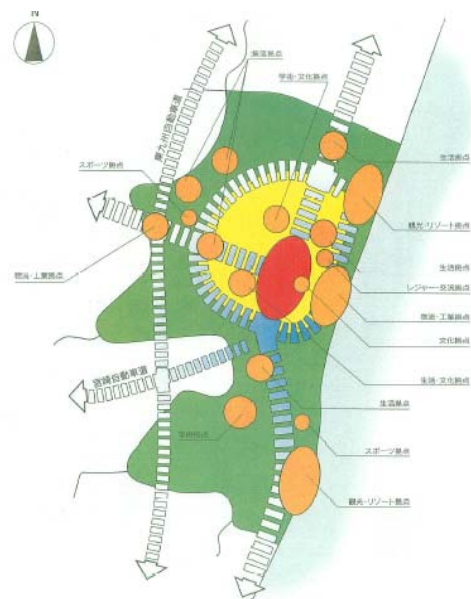 N
集落拠点
学術・文化拠点
東九州自動車道
スポーツ拠点
生活拠点
観光・リゾート拠点
物流・工業拠点
生活拠点
レジャー・交流拠点
物流・工業拠点
文化拠点
宮崎自動車道
生活・文化拠点
生活拠点
学術拠点
スポーツ拠点
観光・リゾート拠点